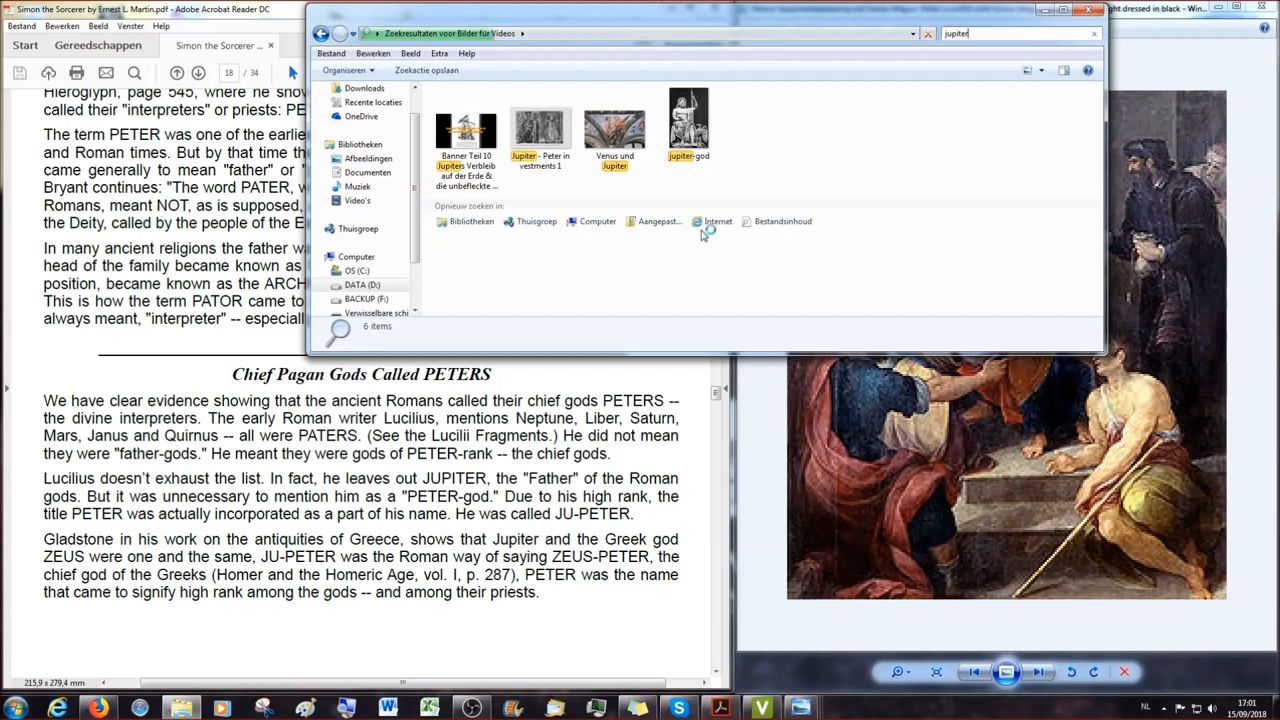 Simon the Sorcerer by Ernest L. Martin.pdf - Adobe Acrobat Reader DC
ght dressed in black - Win...
Bestand Bewerken Beeld Venster Help
Start Gereedschappen Simon the Sorcerer ... ×
18 / 34
Zoekresultaten voor Bilder für Videos
jupiter
Bestand Bewerken Beeld Extra Help
Organiseren Zoekactie opslaan
Downloads
Recente locaties
OneDrive
Bibliotheken
Afbeeldingen
Documenten
Muziek
Video's
Thuisgroep
Computer
OS (C:)
DATA (D:)
BACKUP (F:)
Verwisselbare schi
Banner Teil 10
Jupiters Verbleib
auf der Erde &
die unbefleckte ...
Jupiter - Peter in
vestments 1
Venus und
Jupiter
jupiter-god
Opnieuw zoeken in:
Bibliotheken Thuisgroep Computer Aangepast... Internet Bestandsinhoud
6 items
Hieroglyph, page 545, where he show
called their "interpreters" or priests: PE
The term PETER was one of the earlie
and Roman times. But by that time th
came generally to mean "father" or "
Bryant continues: "The word PATER, w
Romans, meant NOT, as is supposed,
the Deity, called by the people of the E
In many ancient religions the father wa
head of the family became known as
position, became known as the ARCH
This is how the term PATOR came to
always meant, "interpreter" -- especiall
Chief Pagan Gods Called PETERS
We have clear evidence showing that the ancient Romans called their chief gods PETERS --
the divine interpreters. The early Roman writer Lucilius, mentions Neptune, Liber, Saturn,
Mars, Janus and Quirnus -- all were PATERS. (See the Lucilii Fragments.) He did not mean
they were "father-gods." He meant they were gods of PETER-rank -- the chief gods.
Lucilius doesn't exhaust the list. In fact, he leaves out JUPITER, the "Father" of the Roman
gods. But it was unnecessary to mention him as a "PETER-god." Due to his high rank, the
title PETER was actually incorporated as a part of his name. He was called JU-PETER.
Gladstone in his work on the antiquities of Greece, shows that Jupiter and the Greek god
ZEUS were one and the same, JU-PETER was the Roman way of saying ZEUS-PETER, the
chief god of the Greeks (Homer and the Homeric Age, vol. I, p. 287), PETER was the name
that came to signify high rank among the gods -- and among their priests.
215,9 x 279,4 mm
NL
17:01
15/09/2018